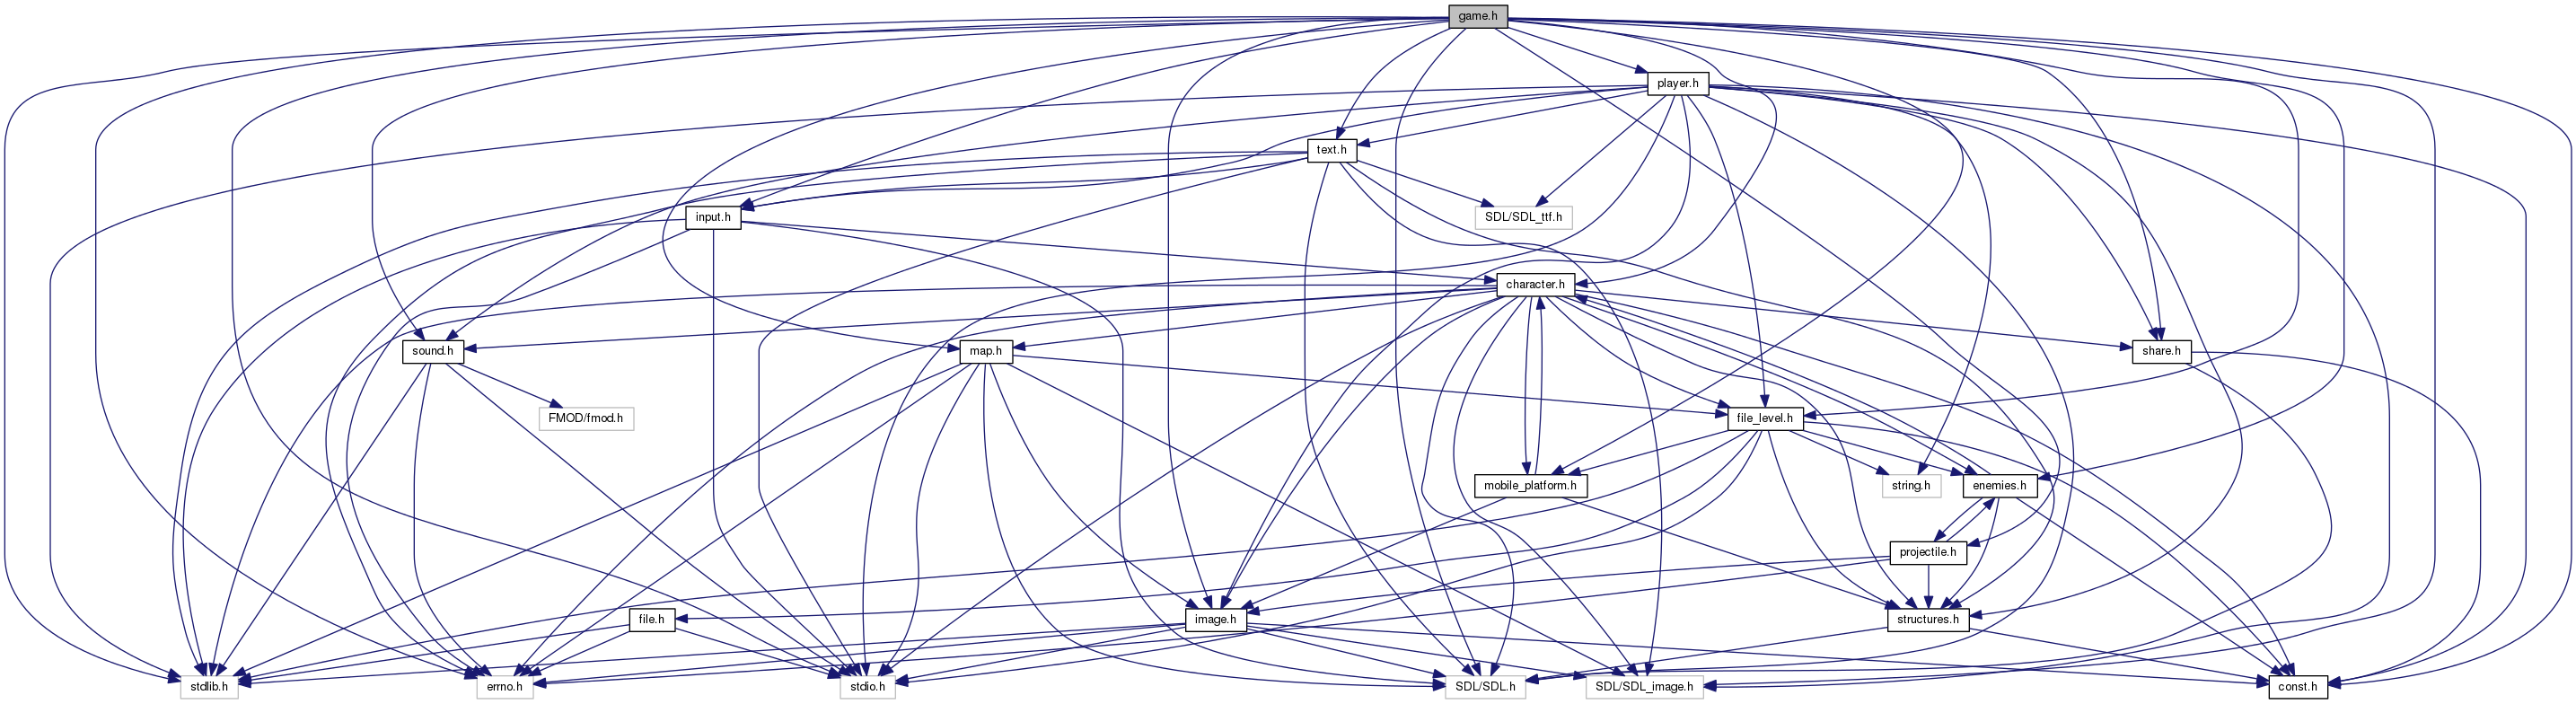 game.h
player.h
text.h
input.h
SDL/SDL_ttf.h
character.h
sound.h
map.h
share.h
FMOD/fmod.h
file_level.h
mobile_platform.h
string.h
enemies.h
projectile.h
file.h
image.h
structures.h
stdlib.h
errno.h
stdio.h
SDL/SDL.h
SDL/SDL_image.h
const.h